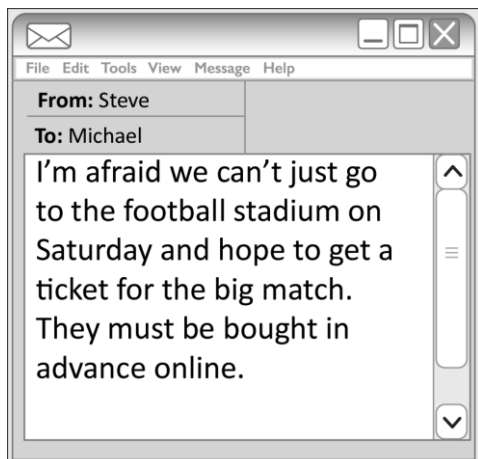 File Edit Tools View Message Help
From: Steve
To: Michael
I'm afraid we can't just go
to the football stadium on
Saturday and hope to get a
ticket for the big match.
They must be bought in
advance online.